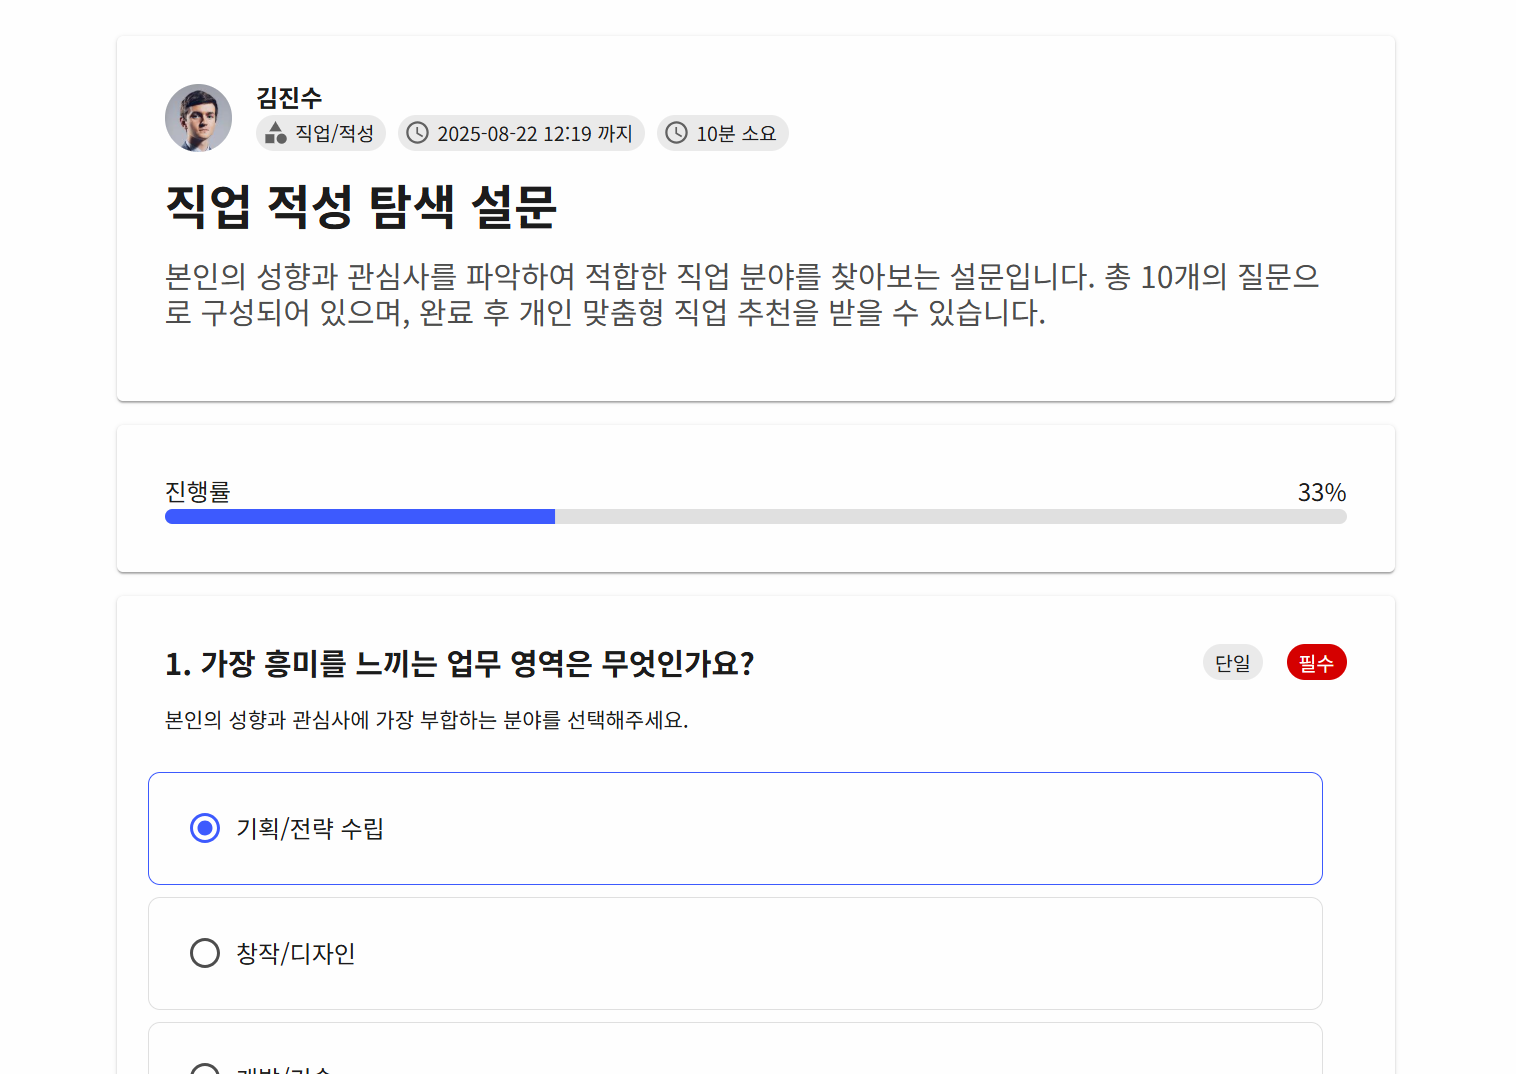 김진수
직업/적성 2025-08-22 12:19 까지 10분 소요
직업 적성 탐색 설문
본인의 성향과 관심사를 파악하여 적합한 직업 분야를 찾아보는 설문입니다. 총 10개의 질문으
로 구성되어 있으며, 완료 후 개인 맞춤형 직업 추천을 받을 수 있습니다.
진행률 33%
1. 가장 흥미를 느끼는 업무 영역은 무엇인가요? 단일 필수
본인의 성향과 관심사에 가장 부합하는 분야를 선택해주세요.
기획/전략 수립
창작/디자인